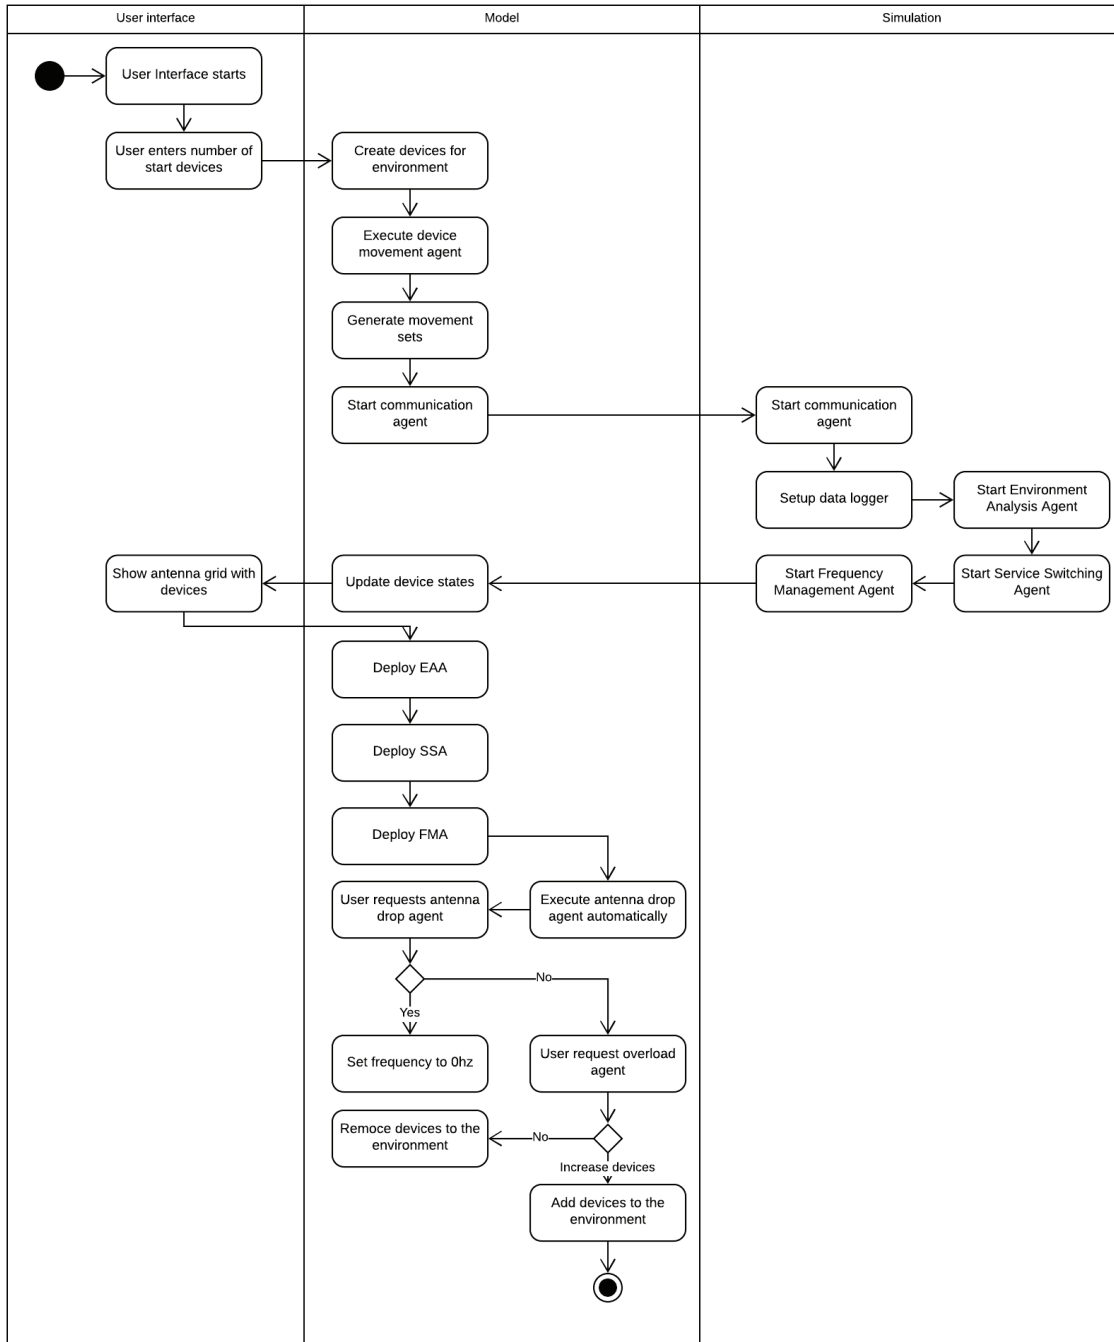 User interface
Model
Simulation
User Interface starts
User enters number of
start devices
Create devices for
environment
Execute device
movement agent
Generate movement
sets
Start communication
agent
Start communication
agent
Setup data logger
Start Environment
Analysis Agent
Show antenna grid with
devices
Update device states
Start Frequency
Management Agent
Start Service Switching
Agent
Deploy EAA
Deploy SSA
Deploy FMA
User requests antenna
drop agent
Execute antenna drop
agent automatically
No
Yes
Set frequency to 0hz
User request overload
agent
Remoce devices to the
environment
No
Increase devices
Add devices to the
environment